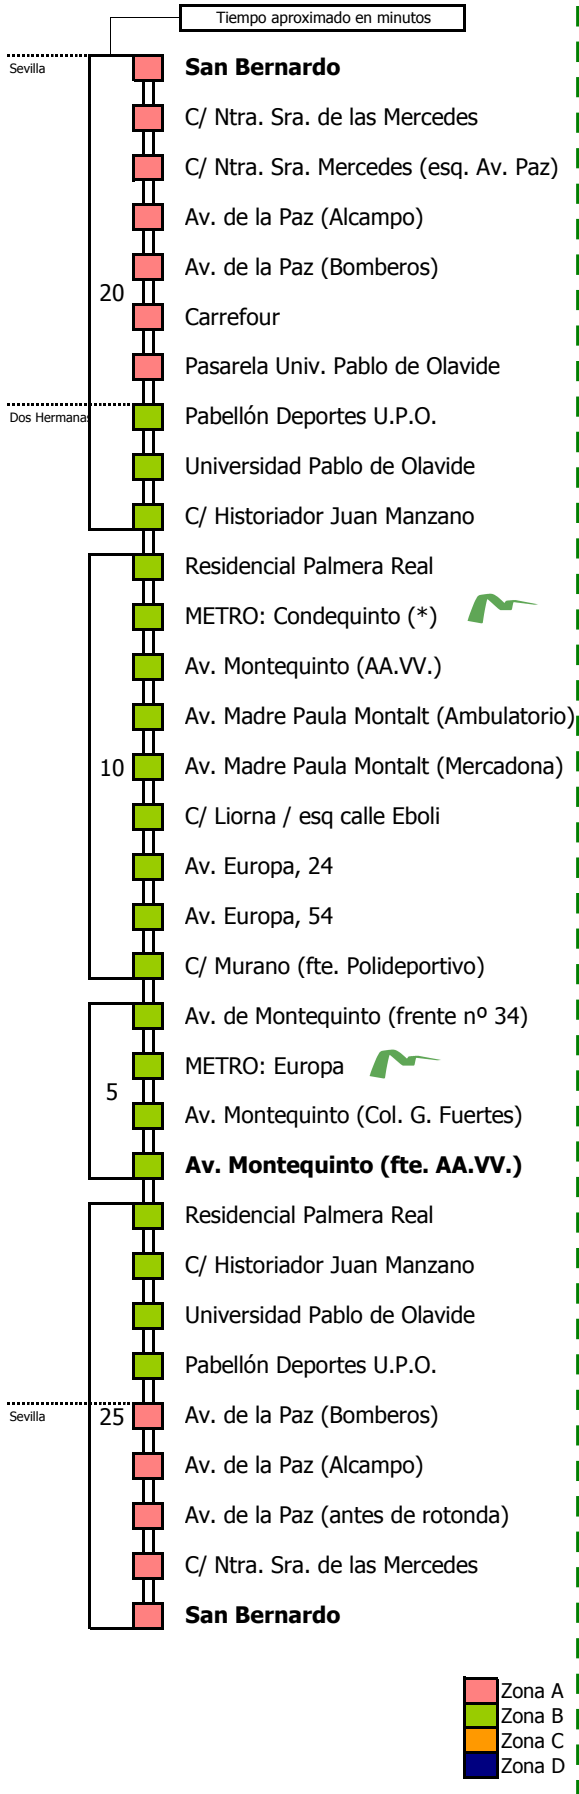 Tiempo aproximado en minutos
Sevilla
San Bernardo
C/ Ntra. Sra. de las Mercedes
C/ Ntra. Sra. Mercedes (esq. Av. Paz)
Av. de la Paz (Alcampo)
Av. de la Paz (Bomberos)
20
Carrefour
Pasarela Univ. Pablo de Olavide
Dos Hermanas
Pabellón Deportes U.P.O.
Universidad Pablo de Olavide
C/ Historiador Juan Manzano
Residencial Palmera Real
METRO: Condequinto (*)
Av. Montequinto (AA.VV.)
Av. Madre Paula Montalt (Ambulatorio)
10
Av. Madre Paula Montalt (Mercadona)
C/ Liorna / esq calle Eboli
Av. Europa, 24
Av. Europa, 54
C/ Murano (fte. Polideportivo)
Av. de Montequinto (frente nº 34)
METRO: Europa
5
Av. Montequinto (Col. G. Fuertes)
Av. Montequinto (fte. AA.VV.)
Residencial Palmera Real
C/ Historiador Juan Manzano
Universidad Pablo de Olavide
Pabellón Deportes U.P.O.
Sevilla
25
Av. de la Paz (Bomberos)
Av. de la Paz (Alcampo)
Av. de la Paz (antes de rotonda)
C/ Ntra. Sra. de las Mercedes
San Bernardo
Zona A
Zona B
Zona C
Zona D